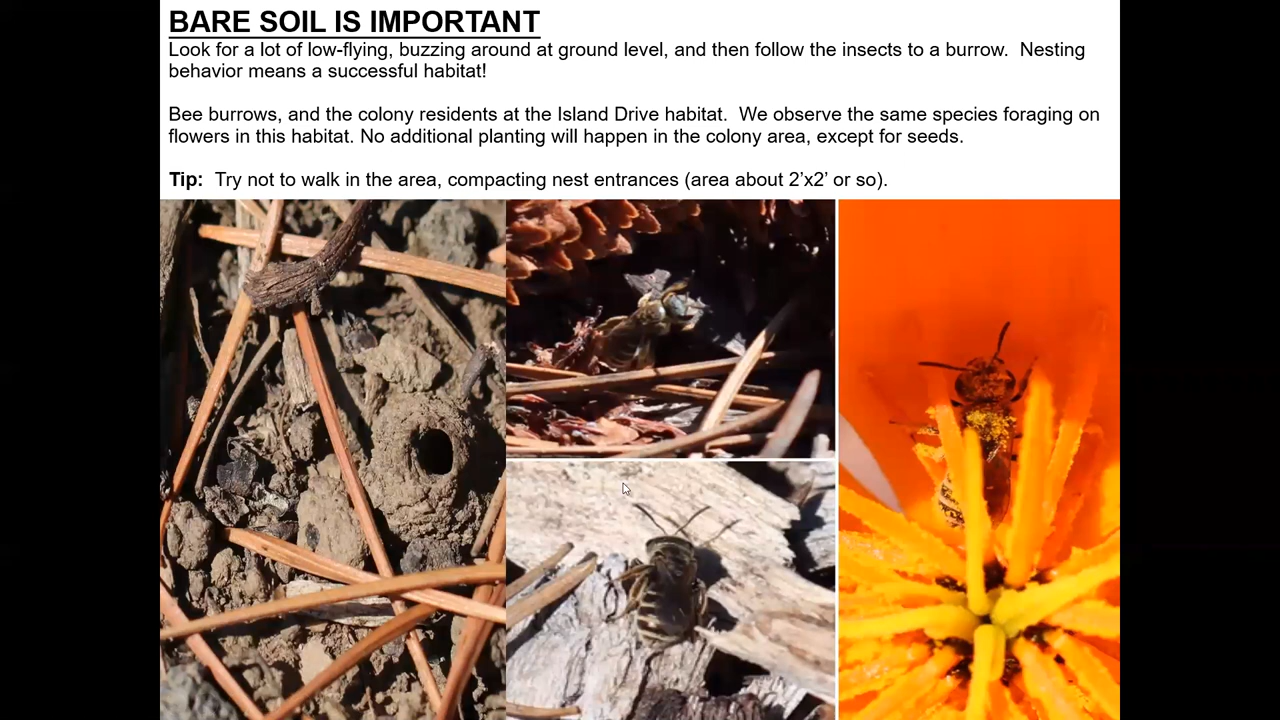 BARE SOIL IS IMPORTANT
Look for a lot of low-flying, buzzing around at ground level, and then follow the insects to a burrow.  Nesting
behavior means a successful habitat!
Bee burrows, and the colony residents at the Island Drive habitat.  We observe the same species foraging on
flowers in this habitat. No additional planting will happen in the colony area, except for seeds.
Tip:  Try not to walk in the area, compacting nest entrances (area about 2’x2’ or so).